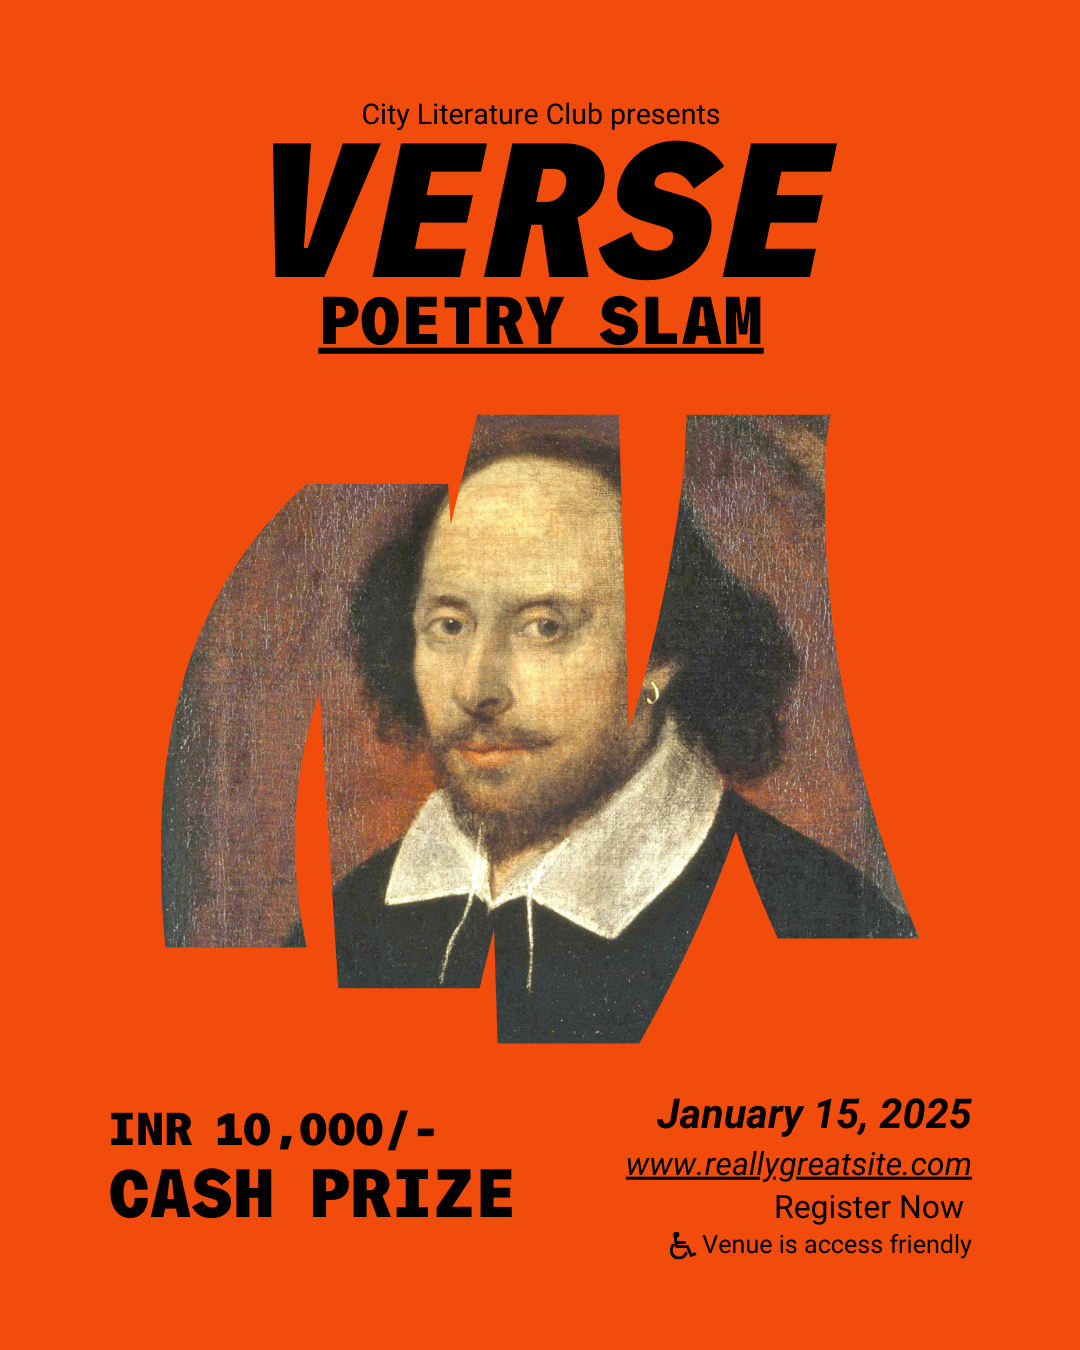 City Literature Club presents
VERSE
POETRY SLAM
INR 10,000/-
CASH PRIZE
January 15, 2025
www.reallygreatsite.com
Register Now
Venue is access friendly